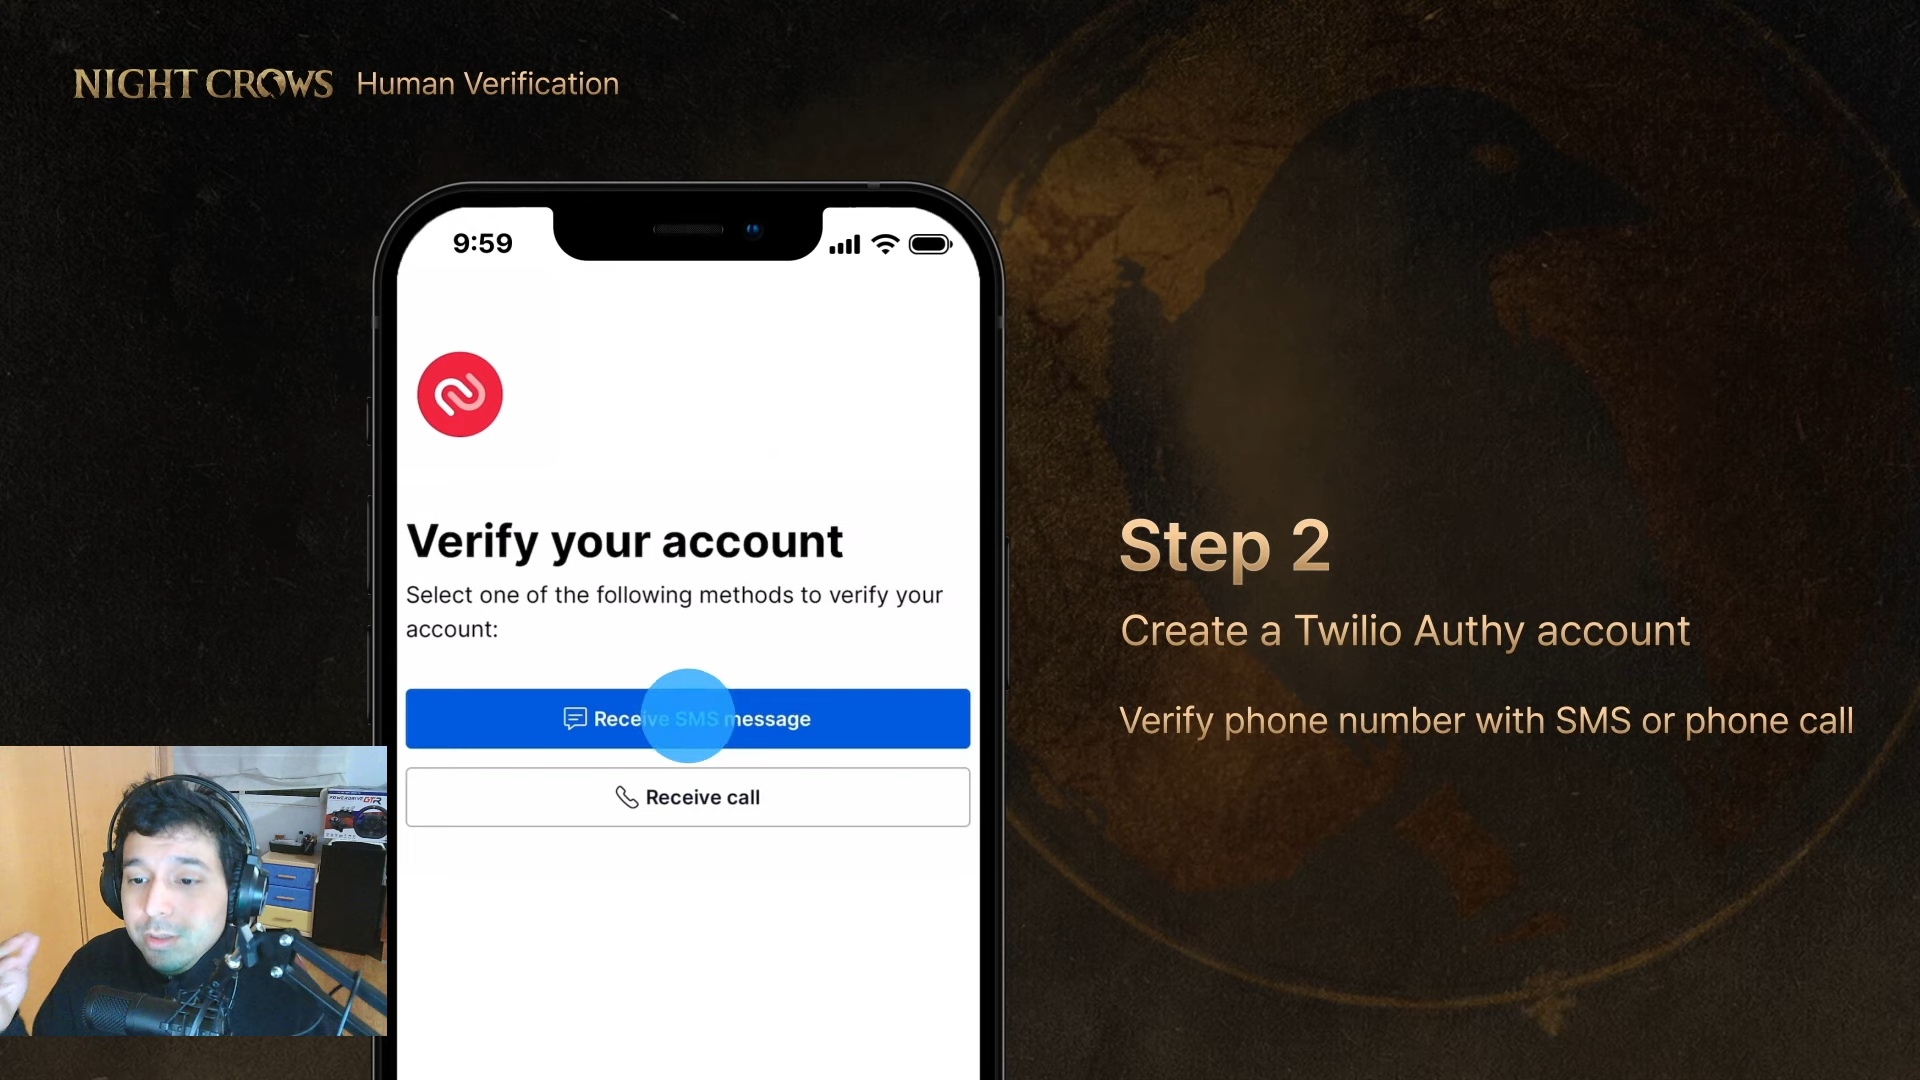 NIGHT CROWS Human Verification
9:59
Verify your account
Select one of the following methods to verify your
account:
Receive SMS message
Receive call
Step 2
Create a Twilio Authy account
Verify phone number with SMS or phone call
POWERDRIVE GTR